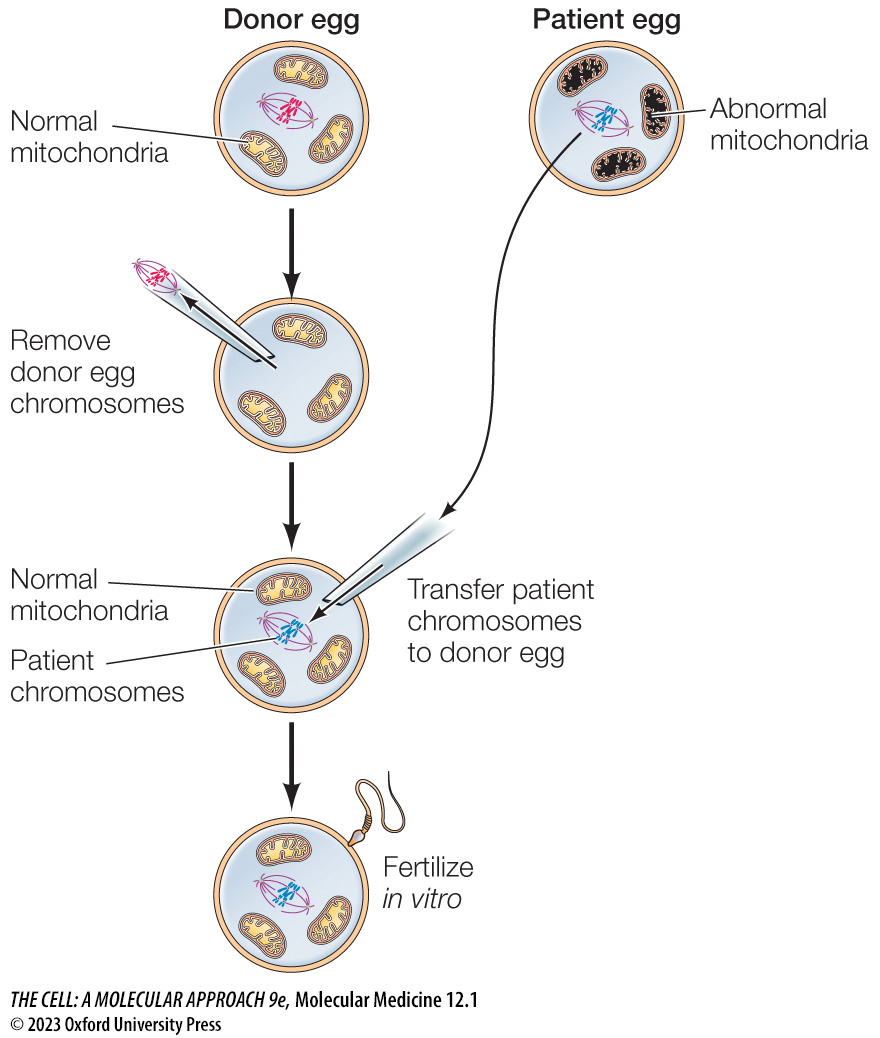 Donor egg
Patient egg
Normal
mitochondria
Abnormal
mitochondria
Remove
donor egg
chromosomes
Normal
mitochondria
Patient
chromosomes
Transfer patient
chromosomes
to donor egg
Fertilize
in vitro
THE CELL: A MOLECULAR APPROACH 9e, Molecular Medicine 12.1
© 2023 Oxford University Press